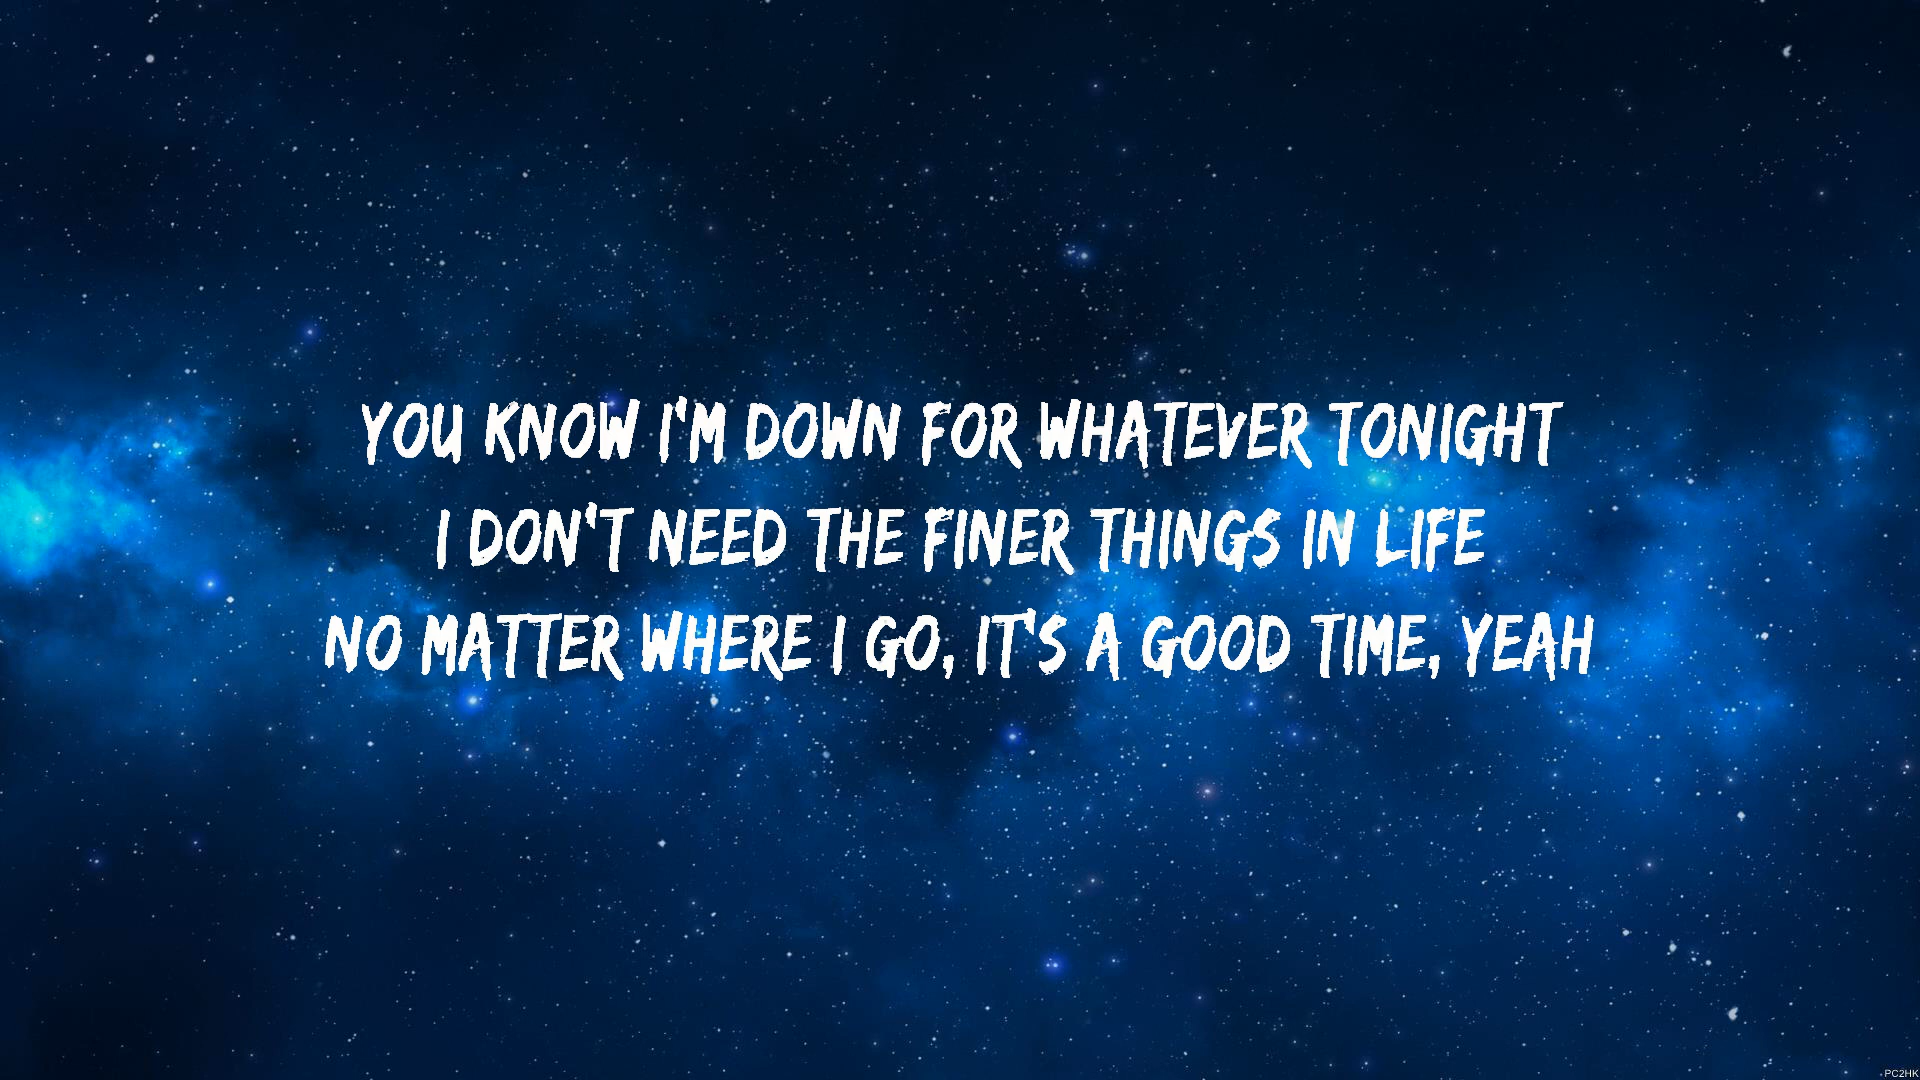 YOU KNOW I'M DOWN FOR WHATEVER TONIGHT
I DON'T NEED THE FINER THINGS IN LIFE
NO MATTER WHERE I GO, IT'S A GOOD TIME, YEAH
PC2HK